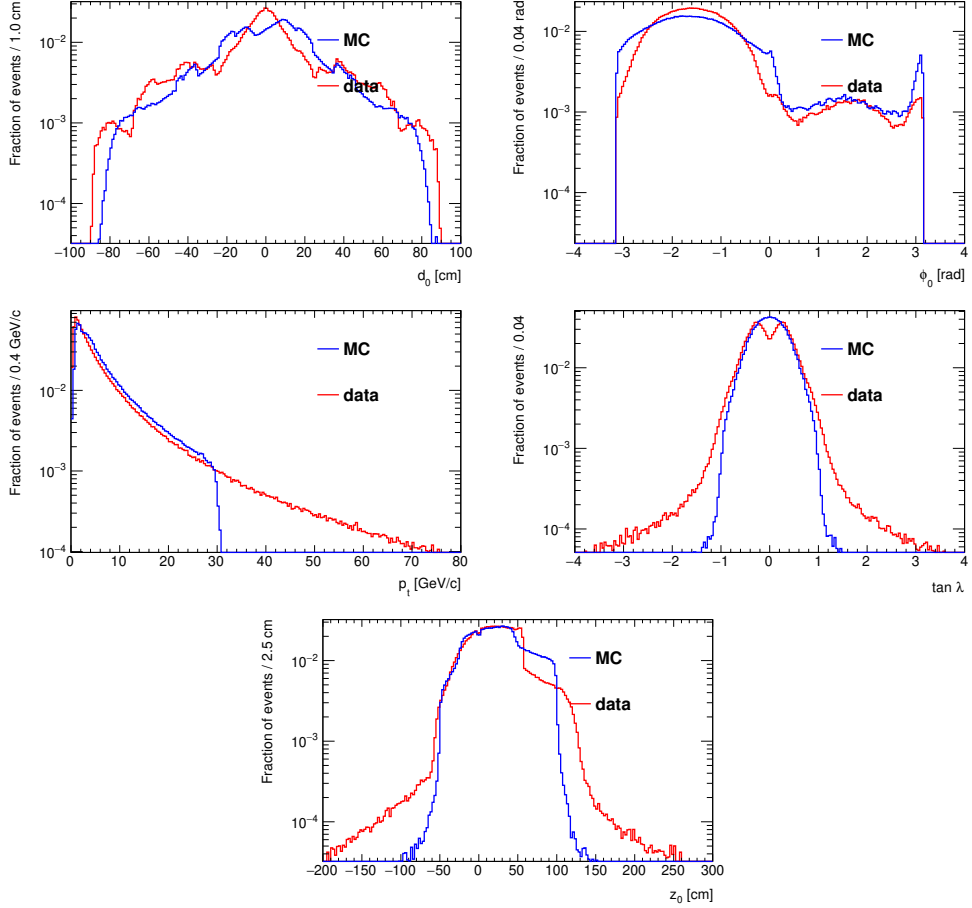 Fraction of events / 1.0 cm
10⁻²
10⁻³
10⁻⁴
MC
data
−100 −80 −60 −40 −20 0 20 40 60 80 100
d₀ [cm]
Fraction of events / 0.04 rad
10⁻¹
10⁻²
10⁻³
10⁻⁴
MC
data
−4 −3 −2 −1 0 1 2 3 4
ϕ₀ [rad]
Fraction of events / 0.4 GeV/c
10⁻²
10⁻³
10⁻⁴
MC
data
0 10 20 30 40 50 60 70 80
pₜ [GeV/c]
Fraction of events / 0.04
10⁻²
10⁻³
10⁻⁴
MC
data
−4 −3 −2 −1 0 1 2 3 4
tan λ
Fraction of events / 2.5 cm
10⁻²
10⁻³
10⁻⁴
MC
data
−200 −150 −100 −50 0 50 100 150 200 250 300
z₀ [cm]